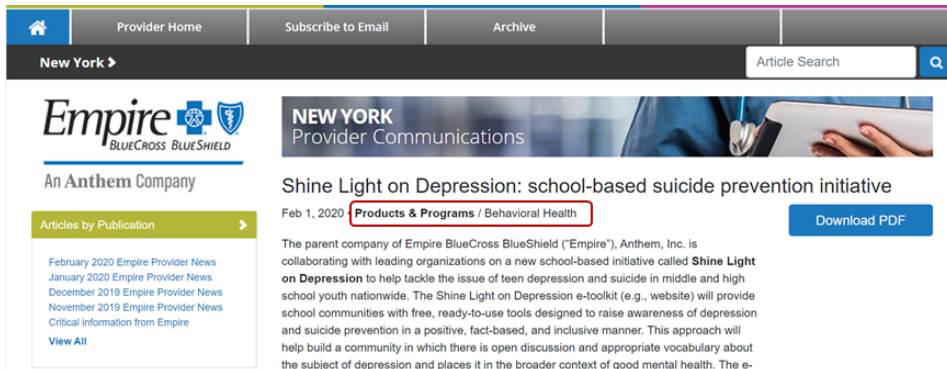 Provider Home
Subscribe to Email
Archive
New York
Article Search
Empire
BlueCross BlueShield
An Anthem Company
NEW YORK
Provider Communications
Articles by Publication
February 2020 Empire Provider News
January 2020 Empire Provider News
December 2019 Empire Provider News
November 2019 Empire Provider News
Critical information from Empire
View All
Shine Light on Depression: school-based suicide prevention initiative
Feb 1, 2020 • Products & Programs / Behavioral Health
Download PDF
The parent company of Empire BlueCross BlueShield (“Empire”), Anthem, Inc. is
collaborating with leading organizations on a new school-based initiative called Shine Light
on Depression to help tackle the issue of teen depression and suicide in middle and high
school youth nationwide. The Shine Light on Depression e-toolkit (e.g., website) will provide
school communities with free, ready-to-use tools designed to raise awareness of depression
and suicide prevention in a positive, fact-based, and inclusive manner. This approach will
help build a community in which there is open discussion and appropriate vocabulary about
the subject of depression and places it in the broader context of good mental health. The e-